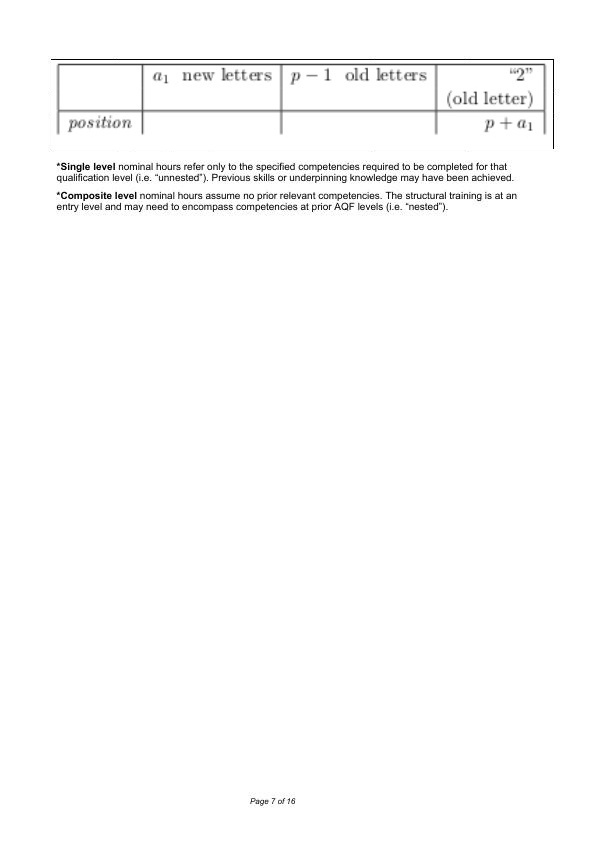 a₁ new letters p − 1 old letters “2”
(old letter)
position p + a₁
*Single level nominal hours refer only to the specified competencies required to be completed for that
qualification level (i.e. “unnested”). Previous skills or underpinning knowledge may have been achieved.
*Composite level nominal hours assume no prior relevant competencies. The structural training is at an
entry level and may need to encompass competencies at prior AQF levels (i.e. “nested”).
Page 7 of 16